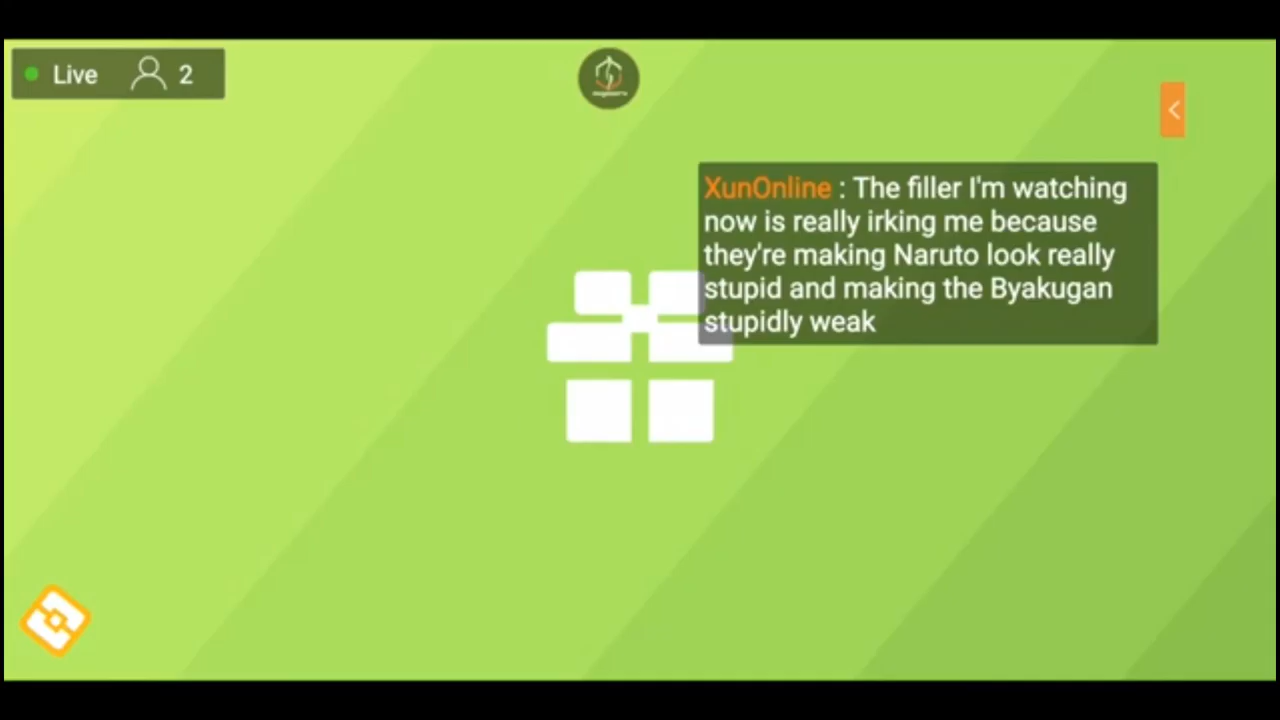 Live 2
XunOnline : The filler I'm watching
now is really irking me because
they're making Naruto look really
stupid and making the Byakugan
stupidly weak